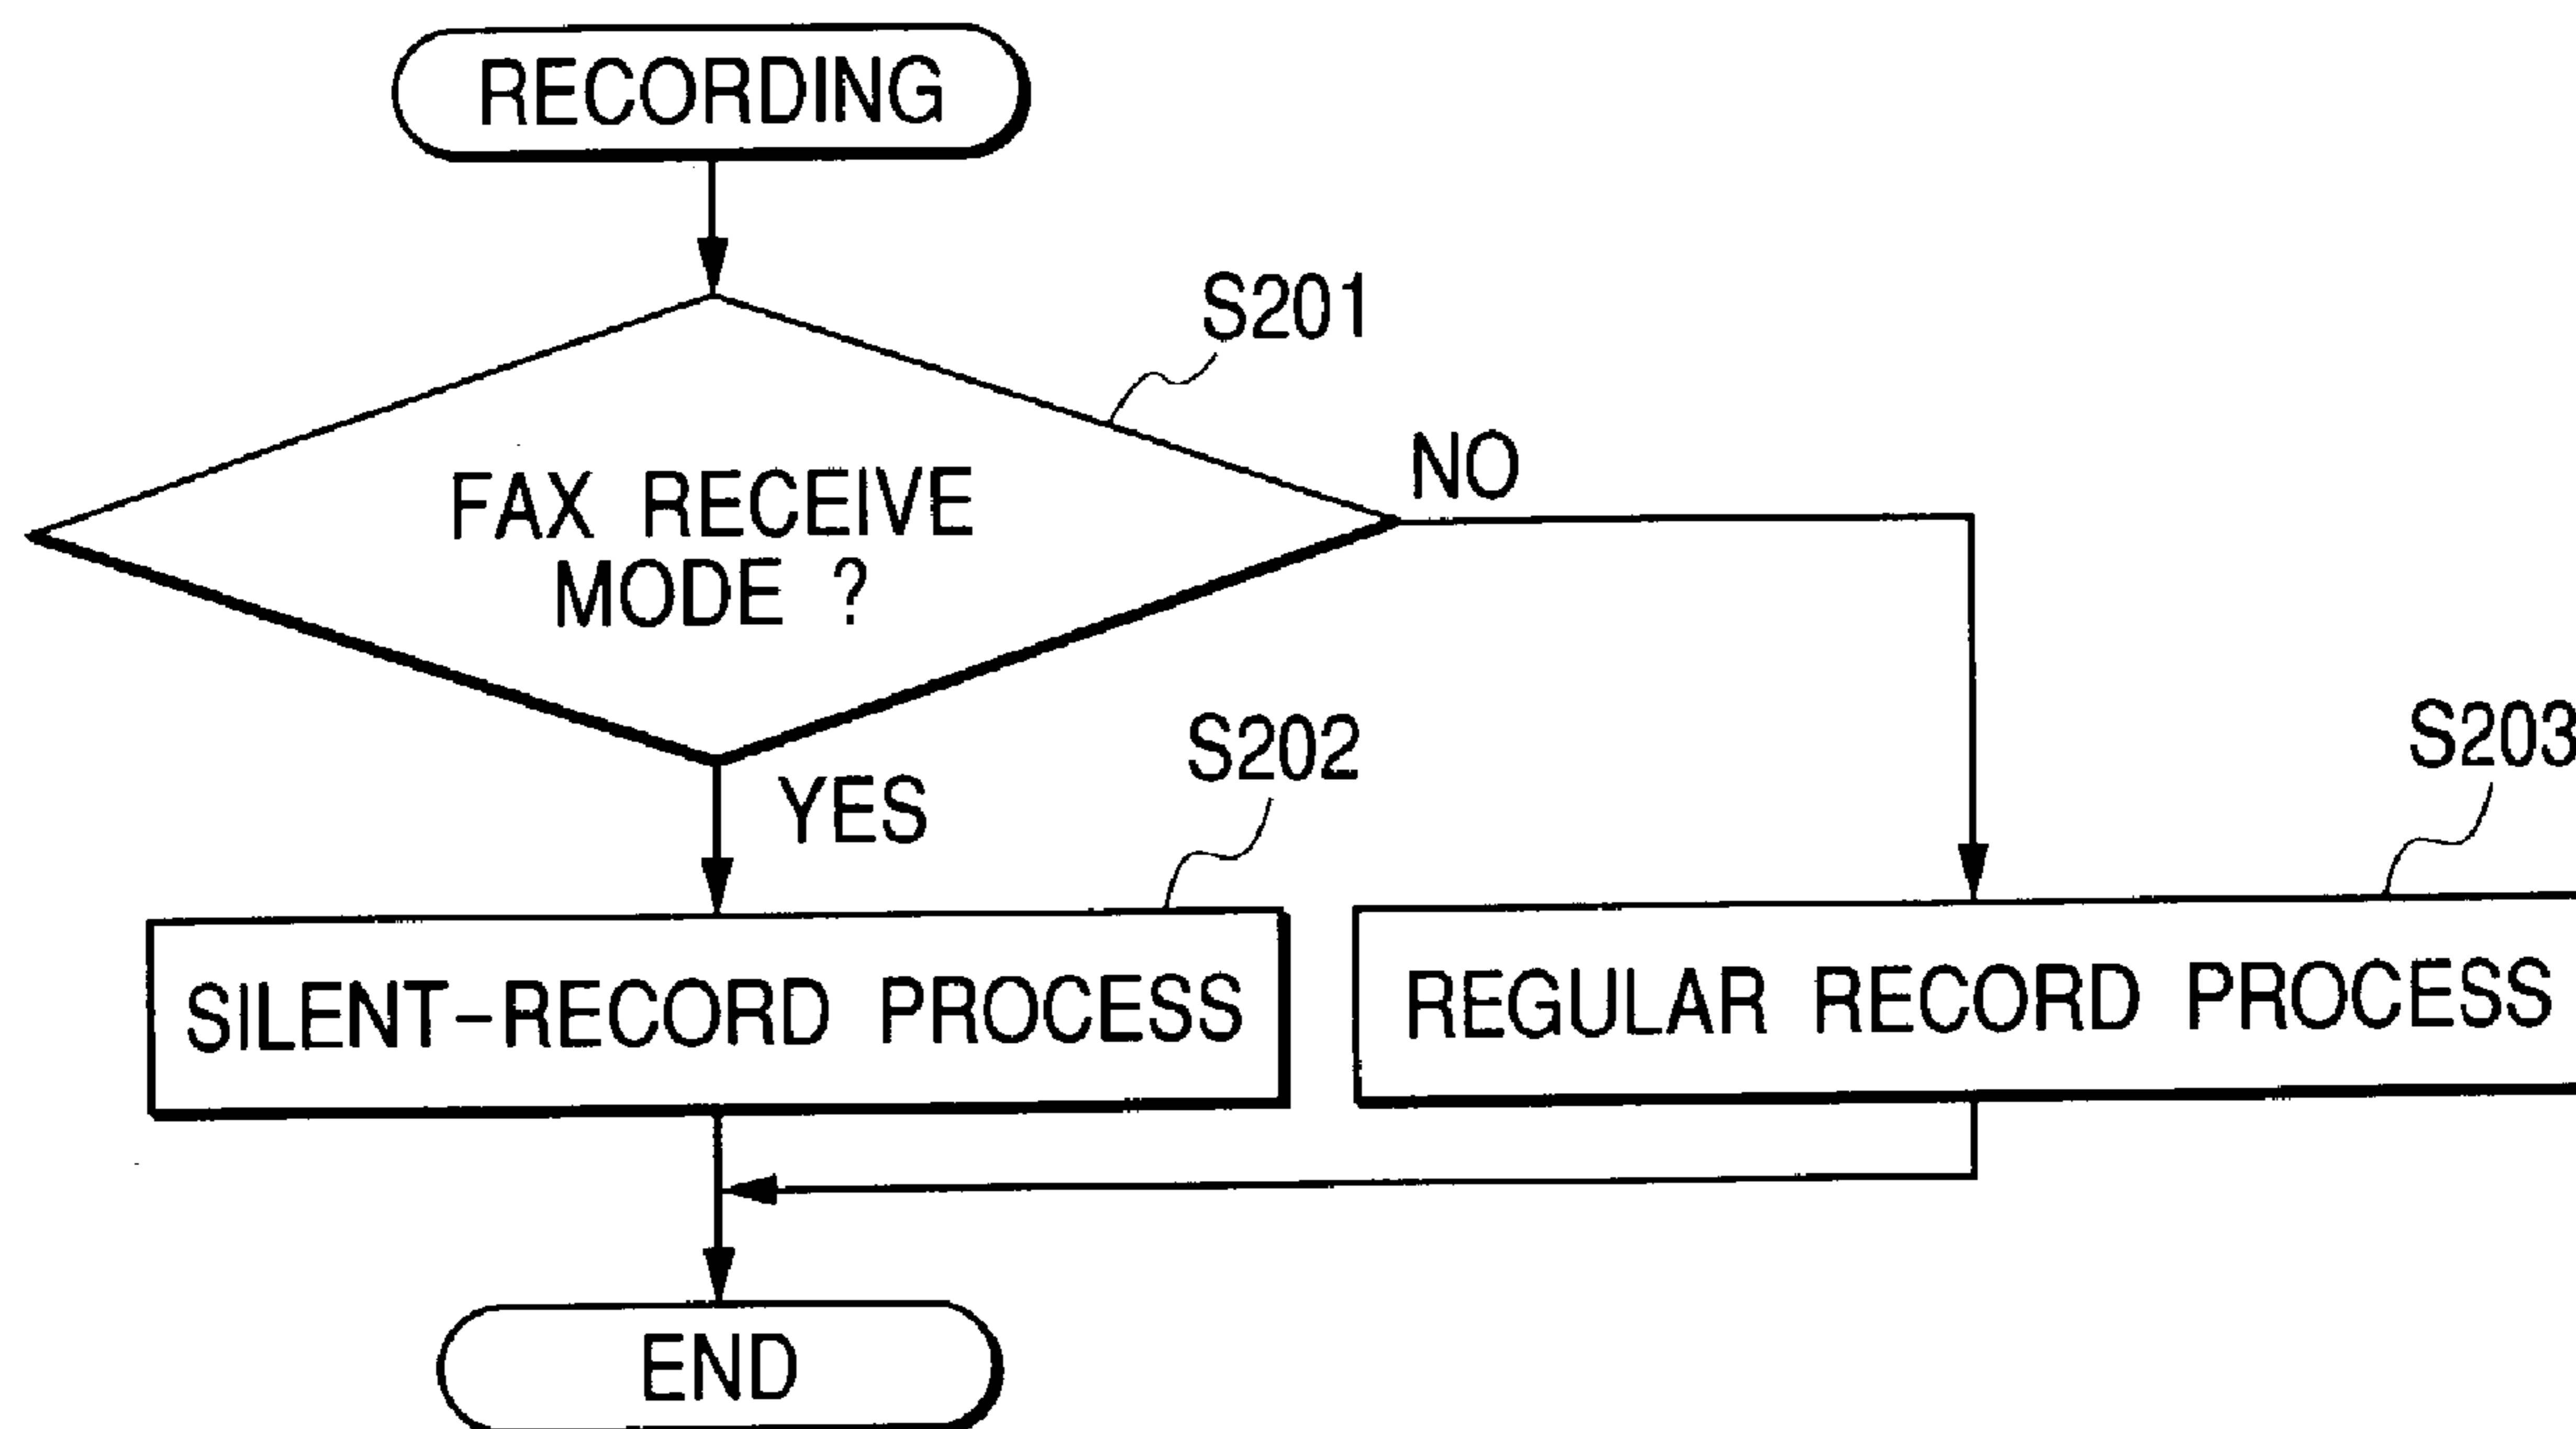 RECORDING
S201
NO
FAX RECEIVE
MODE ?
YES
S202
S203
SILENT-RECORD PROCESS
REGULAR RECORD PROCESS
END